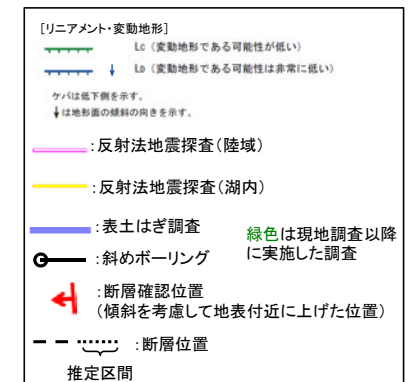 [リニアメント・変動地形]
Lc (変動地形である可能性が低い)
LD (変動地形である可能性は非常に低い)
ケバは低下側を示す。
↓は地形面の傾斜の向きを示す。
:反射法地震探査(陸域)
:反射法地震探査(湖内)
:表土はぎ調査
緑色は現地調査以降
に実施した調査
:斜めボーリング
:断層確認位置
(傾斜を考慮して地表付近に上げた位置)
:断層位置
推定区間